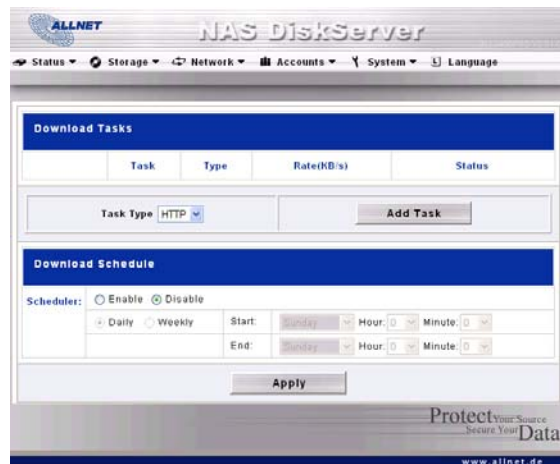 ALLNET
NAS DiskServer
Status Storage Network Accounts System Language
Download Tasks
Task Type Rate(KB/s) Status
Task Type HTTP Add Task
Download Schedule
Scheduler: Enable Disable
Daily Weekly Start: Sunday Hour: 0 Minute: 0
End: Sunday Hour: 0 Minute: 0
Apply
Protect Your Source
Secure Your Data
www.allnet.de